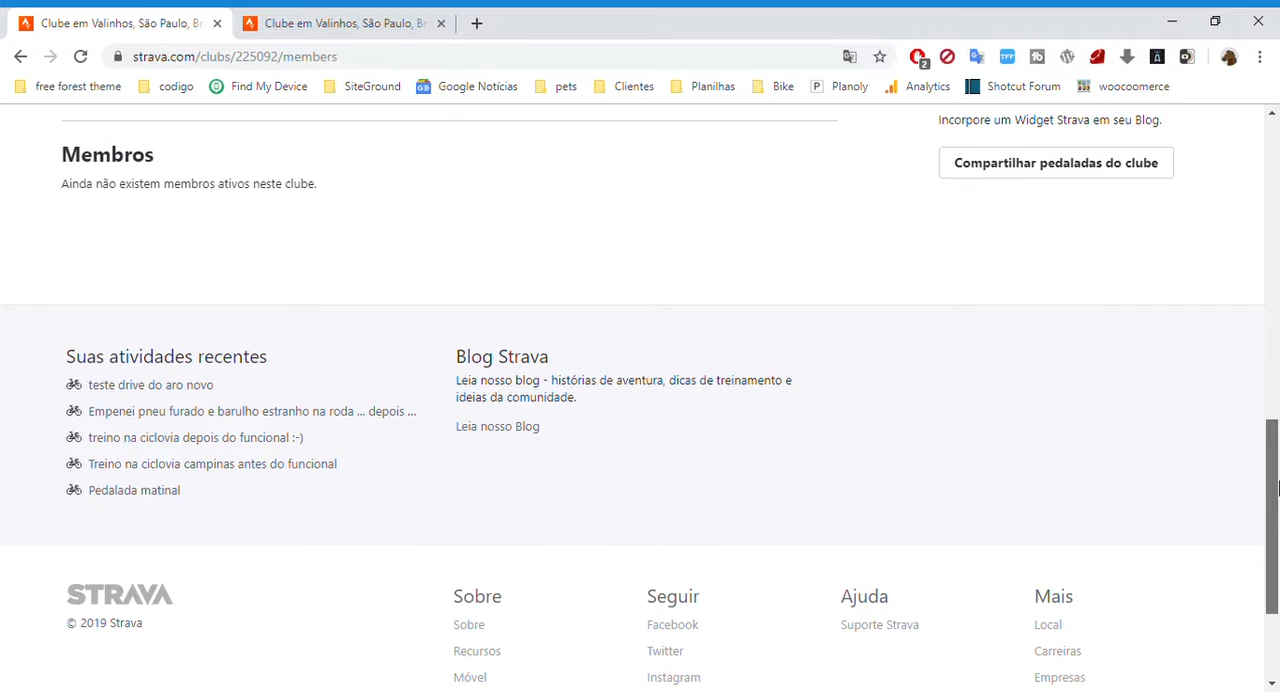 Clube em Valinhos, São Paulo, Br
Clube em Valinhos, São Paulo, Br
strava.com/clubs/225092/members
2
TFF
tb
free forest theme
codigo
Find My Device
SiteGround
Google Notícias
pets
Clientes
Planilhas
Bike
P
Planoly
Analytics
Shotcut Forum
woocoomerce
Incorpore um Widget Strava em seu Blog.
Membros
Compartilhar pedaladas do clube
Ainda não existem membros ativos neste clube.
Suas atividades recentes
teste drive do aro novo
Empenei pneu furado e barulho estranho na roda ... depois ...
treino na ciclovia depois do funcional :-)
Treino na ciclovia campinas antes do funcional
Pedalada matinal
Blog Strava
Leia nosso blog - histórias de aventura, dicas de treinamento e
ideias da comunidade.
Leia nosso Blog
STRAVA
© 2019 Strava
Sobre
Sobre
Recursos
Móvel
Seguir
Facebook
Twitter
Instagram
Ajuda
Suporte Strava
Mais
Local
Carreiras
Empresas